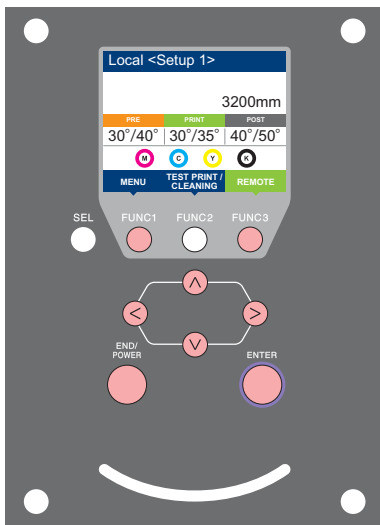 Local <Setup 1>
3200mm
PRE PRINT POST
30°/40° 30°/35° 40°/50°
M C Y K
MENU TEST PRINT / CLEANING REMOTE
SEL FUNC1 FUNC2 FUNC3
END/
POWER
ENTER